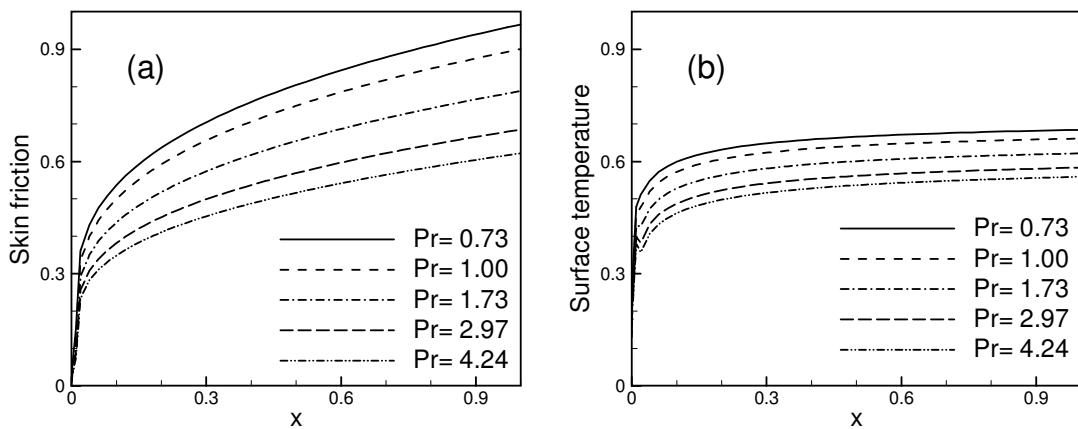 (a)
Skin friction
0.9
0.6
0.3
0
Pr= 0.73
Pr= 1.00
Pr= 1.73
Pr= 2.97
Pr= 4.24
0 0.3 0.6 0.9
x
(b)
Surface temperature
0.9
0.6
0.3
0
Pr= 0.73
Pr= 1.00
Pr= 1.73
Pr= 2.97
Pr= 4.24
0 0.3 0.6 0.9
x